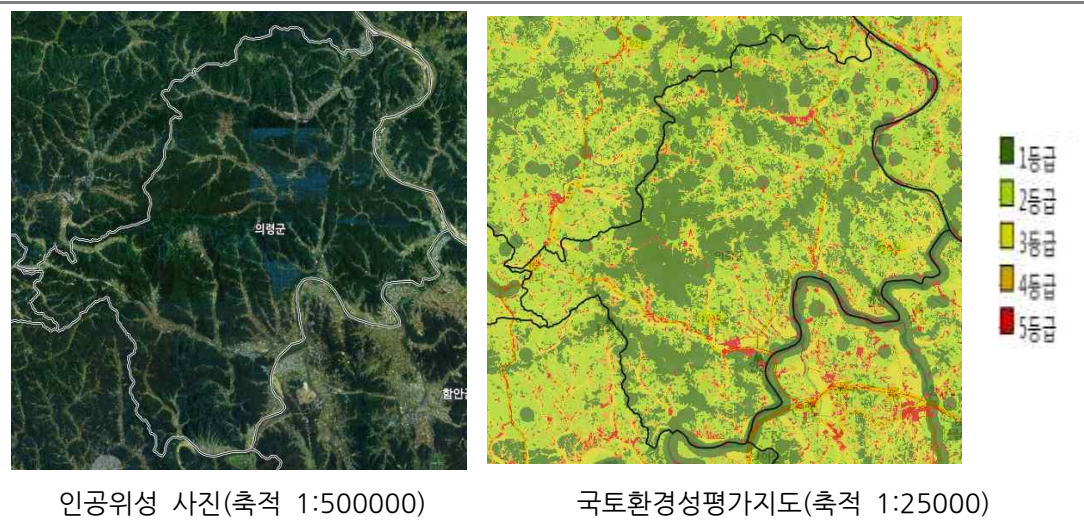 의령군
함안군
1등급
2등급
3등급
4등급
5등급
인공위성 사진(축적 1:500000)
국토환경성평가지도(축적 1:25000)